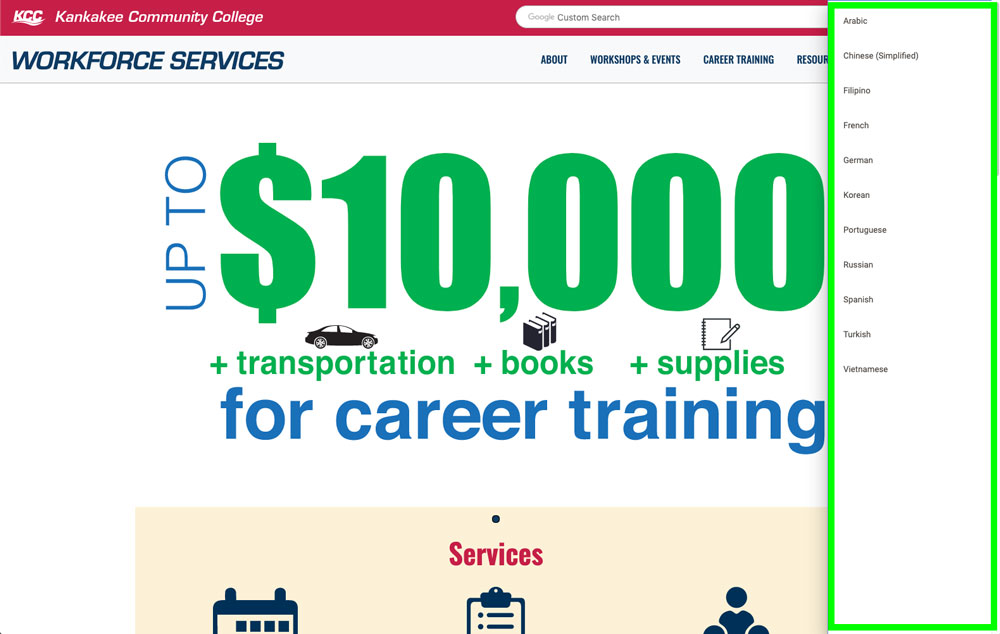 KCC Kankakee Community College
Google Custom Search
WORKFORCE SERVICES
ABOUT WORKSHOPS & EVENTS CAREER TRAINING RESOUR
UP TO
$10,000
+ transportation + books + supplies
for career training
Services
Arabic
Chinese (Simplified)
Filipino
French
German
Korean
Portuguese
Russian
Spanish
Turkish
Vietnamese